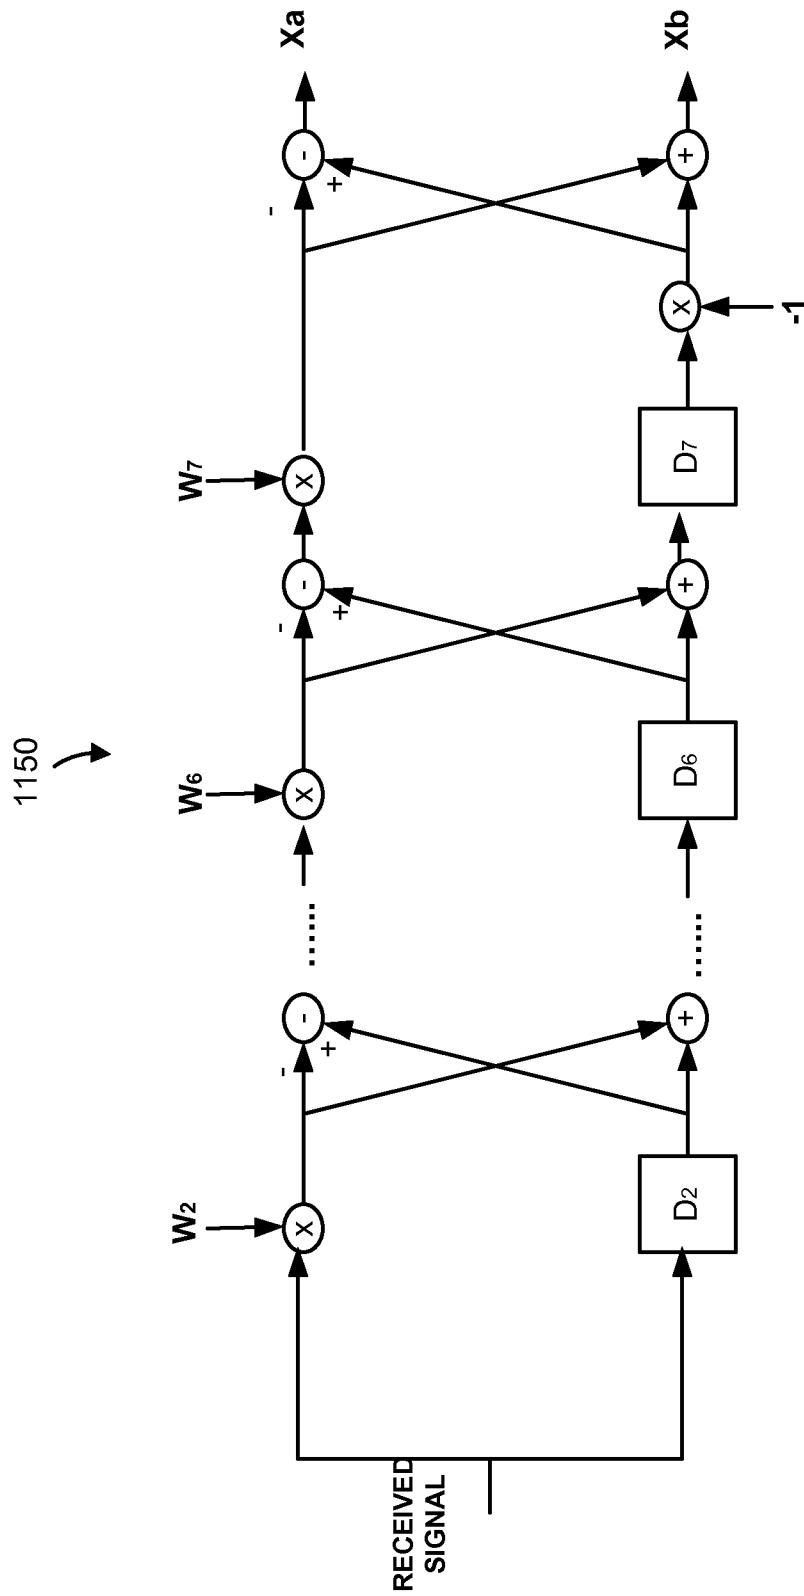 1150
RECEIVED
SIGNAL
W₂
X
-
+
-
D₂
+
......
......
W₆
X
-
+
-
D₆
+
W₇
X
D₇
X
-1
-
+
-
+
Xa
Xb